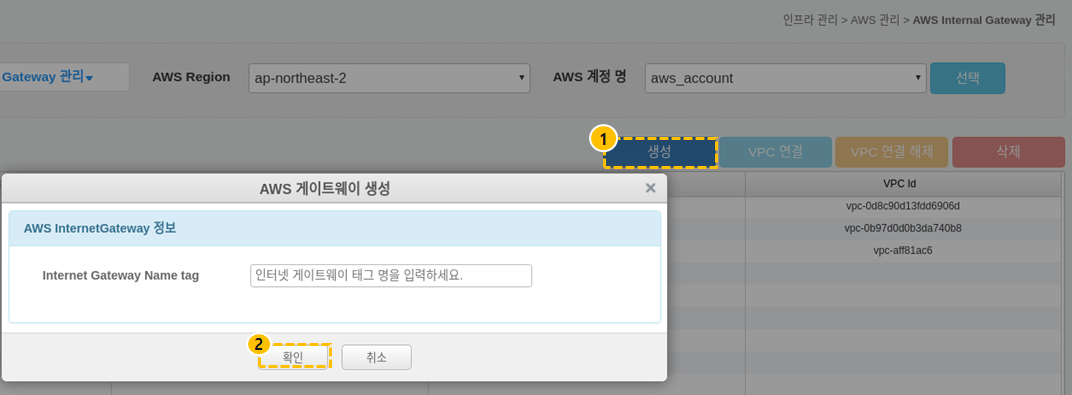 인프라 관리 > AWS 관리 > AWS Internal Gateway 관리
Gateway 관리 AWS Region ap-northeast-2 AWS 계정 명 aws_account 선택
1 생성 VPC 연결 VPC 연결 해제 삭제
AWS 게이트웨이 생성
VPC Id
vpc-0d8c90d13fdd6906d
vpc-0b97d0d0b3da740b8
vpc-aff81ac6
AWS InternetGateway 정보
Internet Gateway Name tag 인터넷 게이트웨이 태그 명을 입력하세요.
2 확인 취소